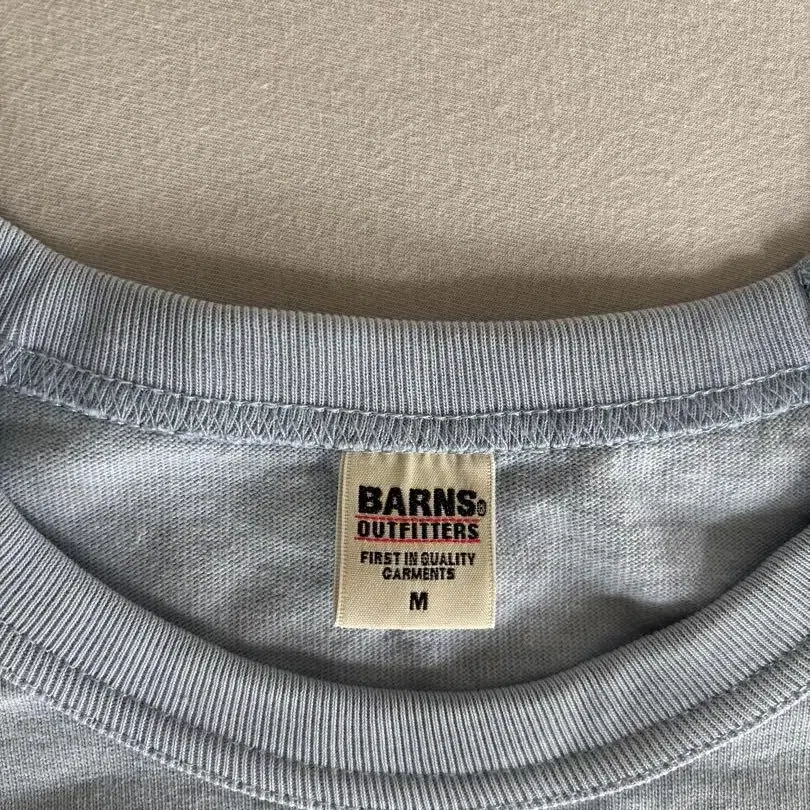 BARNS®
OUTFITTERS
FIRST IN QUALITY
GARMENTS
M